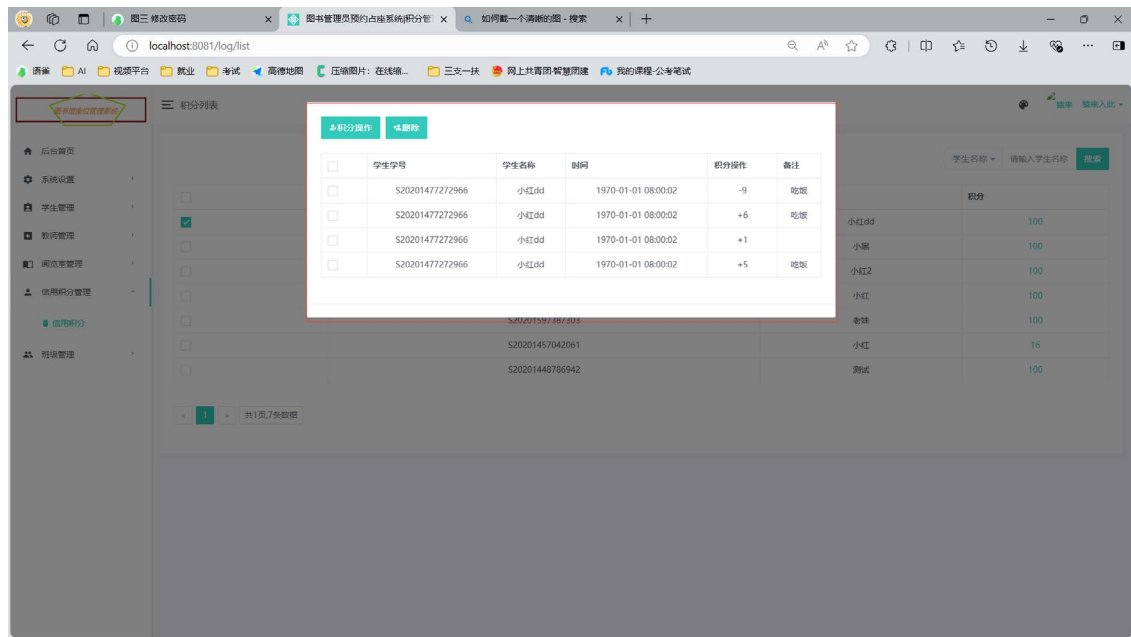 图三 修改密码
图书管理员预约占座系统|积分管
如何截一个清晰的图 - 搜索
localhost:8081/log/list
语雀 AI 视频平台 就业 考试 高德地图 压缩图片：在线缩... 三支一扶 网上共青团·智慧团建 我的课程-公考笔试
积分列表
后台首页
系统设置
学生管理
教师管理
阅览室管理
信用积分管理
信用积分
班级管理
学生名称 请输入学生名称 搜索
积分操作 删除
学生学号 学生名称 时间 积分操作 备注
S20201477272966 小红dd 1970-01-01 08:00:02 -9 吃饭
S20201477272966 小红dd 1970-01-01 08:00:02 +6 吃饭
S20201477272966 小红dd 1970-01-01 08:00:02 +1
S20201477272966 小红dd 1970-01-01 08:00:02 +5 吃饭
积分
小红dd 100
小黑 100
小红2 100
小红 100
S20201597387303 100
S20201457042061 小红 16
S20201448786942 测试 100
« 1 » 共1页,7条数据